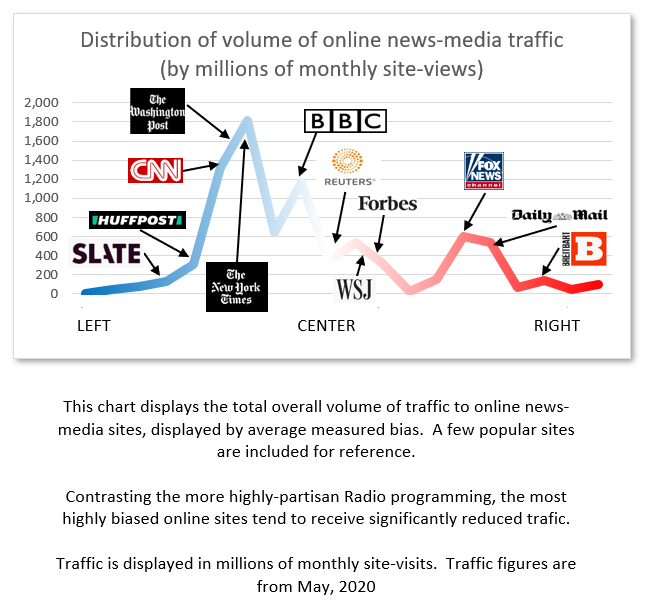 Distribution of volume of online news-media traffic
(by millions of monthly site-views)
2,000
1,800
1,600
1,400
1,200
1,000
800
600
400
200
0
The
Washington
Post
CNN
HUFFPOST
SLATE
The
New York
Times
BBC
REUTERS
Forbes
WSJ
FOX
NEWS
channel
Daily Mail
BREITBART
B
LEFT
CENTER
RIGHT
This chart displays the total overall volume of traffic to online news-
media sites, displayed by average measured bias.  A few popular sites
are included for reference.
Contrasting the more highly-partisan Radio programming, the most
highly biased online sites tend to receive significantly reduced trafic.
Traffic is displayed in millions of monthly site-visits.  Traffic figures are
from May, 2020